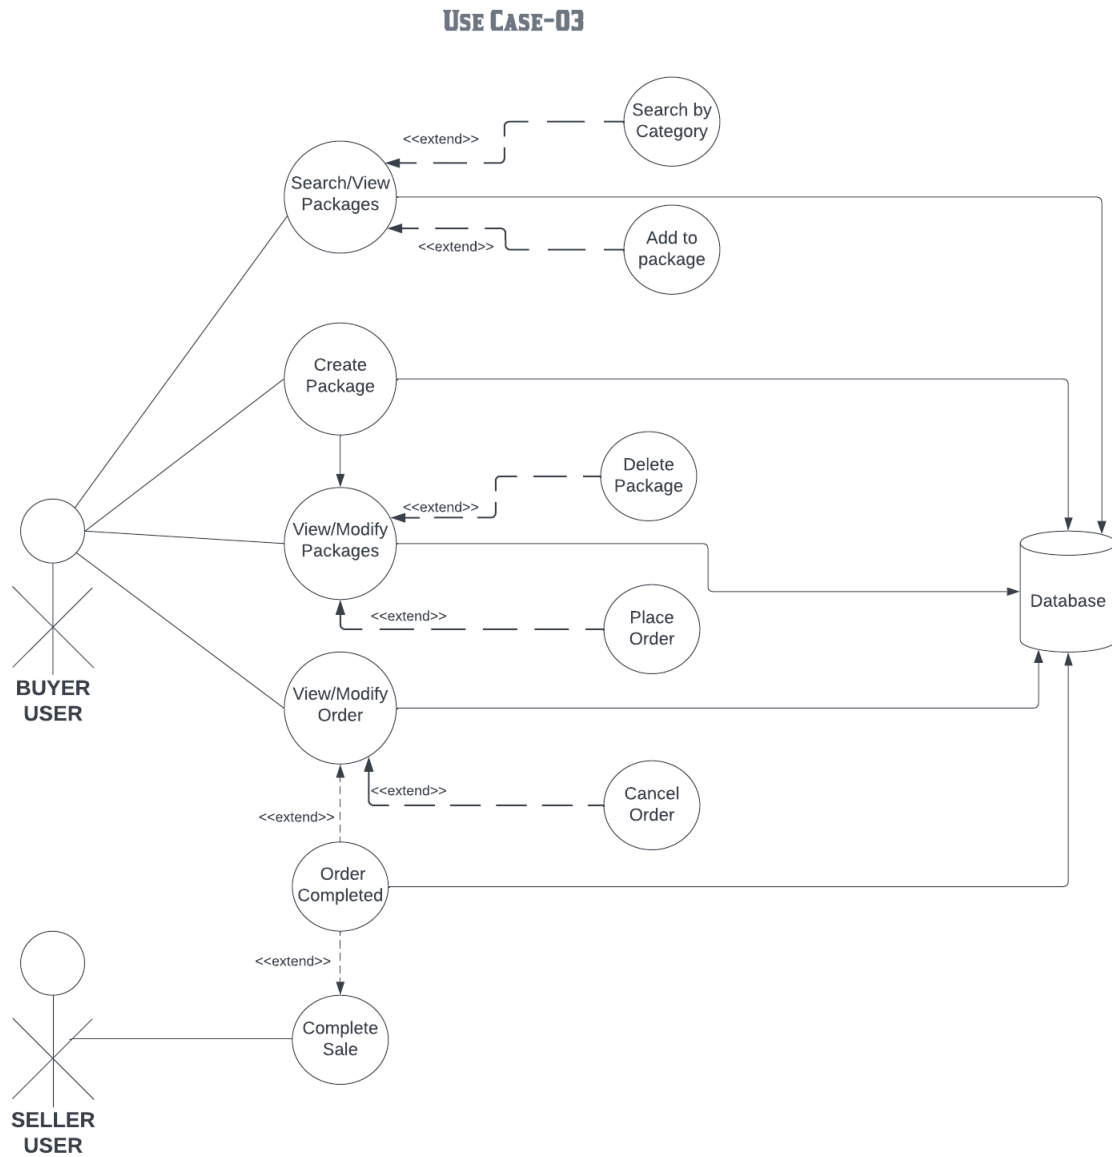 USE CASE-03
Search by
Category
<<extend>>
Search/View
Packages
Add to
package
<<extend>>
Create
Package
Delete
Package
<<extend>>
View/Modify
Packages
Database
<<extend>>
Place
Order
BUYER
USER
View/Modify
Order
<<extend>>
Cancel
Order
<<extend>>
Order
Completed
<<extend>>
Complete
Sale
SELLER
USER